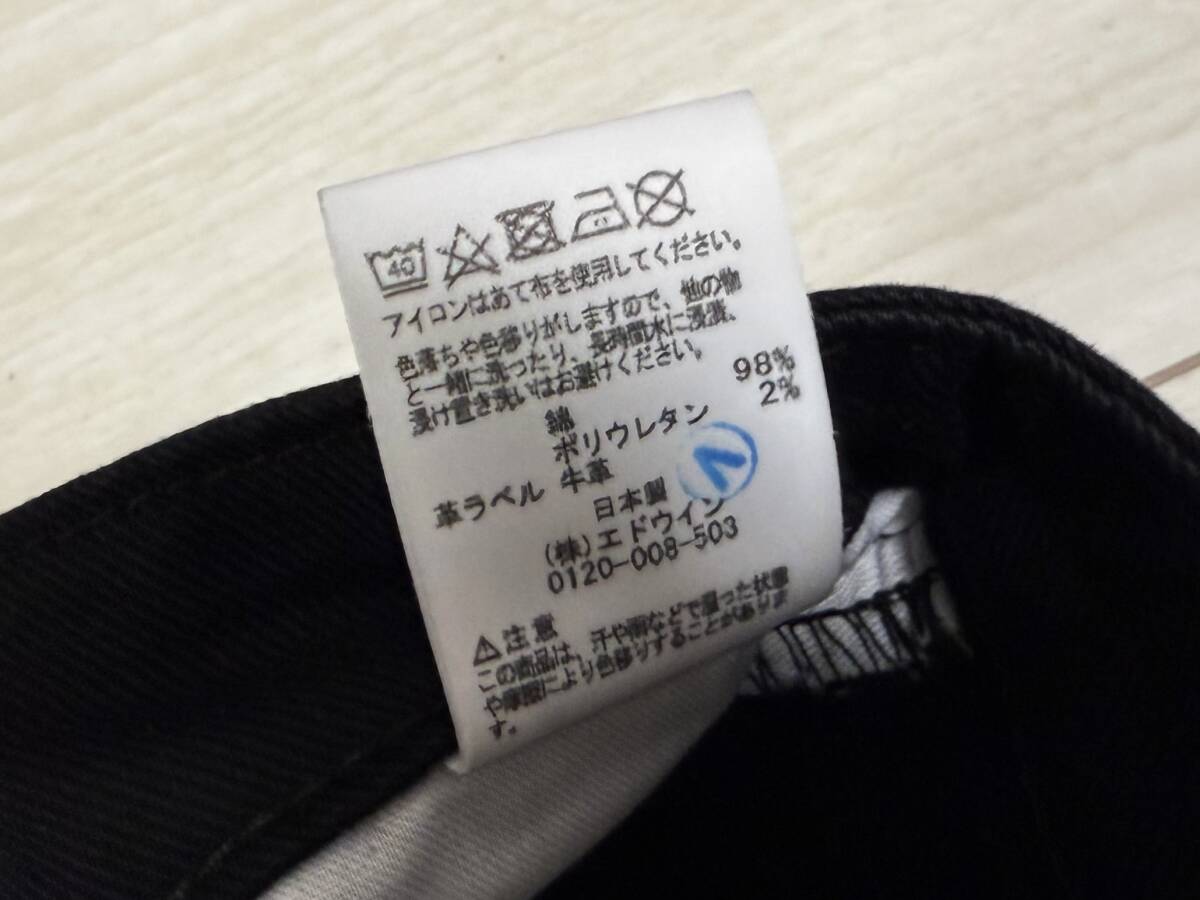 40
アイロンはあて布を使用してください。
色落ちや色移りがしますので、他の物
と一緒に洗ったり、長時間水に浸漬、
浸け置き洗いはお避けください。
綿 98%
ポリウレタン 2%
革ラベル 牛革
日本製
(株)エドウイン
0120-008-503
⚠注意
この商品は、汗や雨などで湿った状態
や摩擦により色移りすることがありま
す。